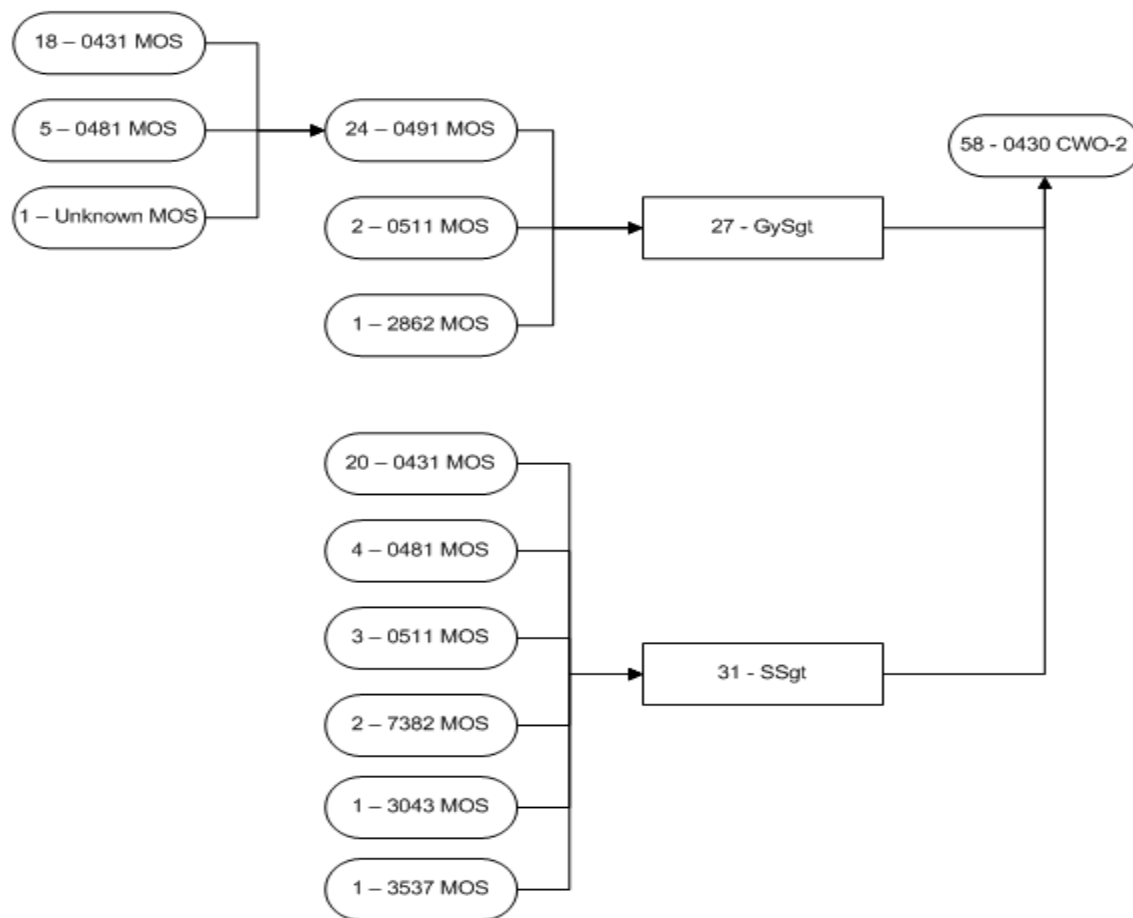 18 – 0431 MOS
5 – 0481 MOS
1 – Unknown MOS
24 – 0491 MOS
2 – 0511 MOS
1 – 2862 MOS
27 - GySgt
58 - 0430 CWO-2
20 – 0431 MOS
4 – 0481 MOS
3 – 0511 MOS
2 – 7382 MOS
1 – 3043 MOS
1 – 3537 MOS
31 - SSgt